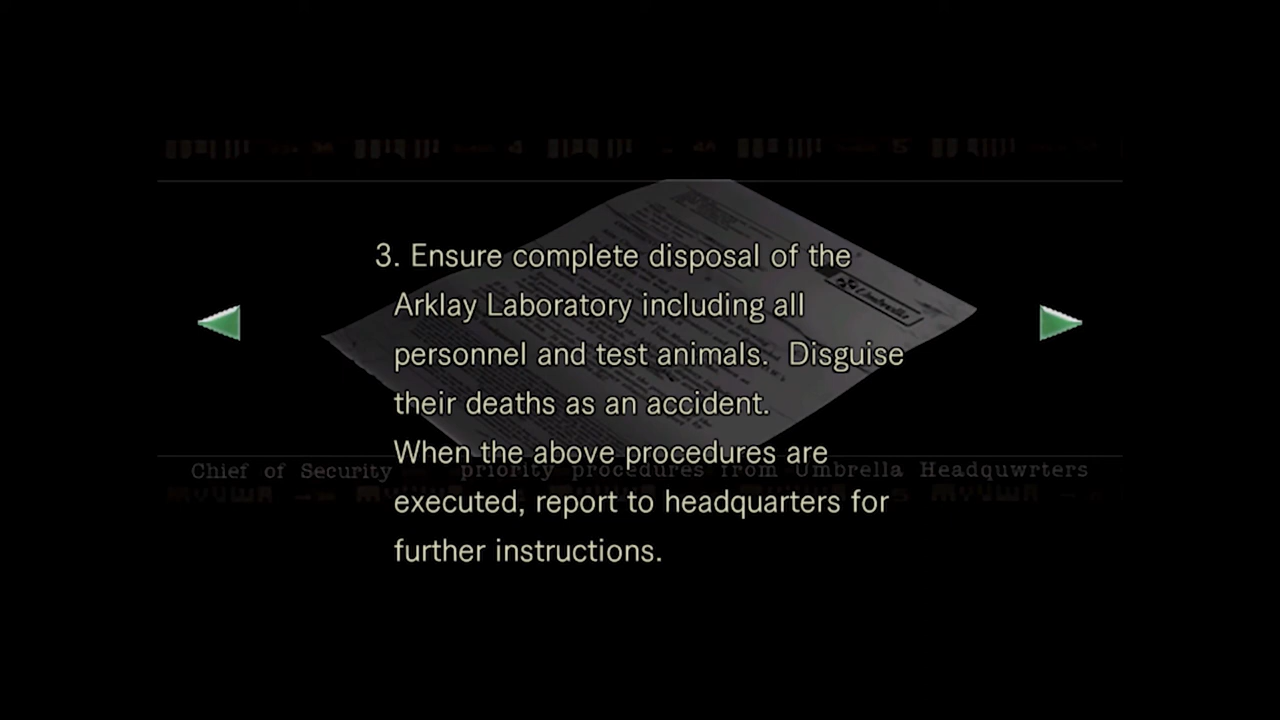 3. Ensure complete disposal of the
Arklay Laboratory including all
personnel and test animals. Disguise
their deaths as an accident.
When the above procedures are
Chief of Security priority procedures from Umbrella Headquwrters
executed, report to headquarters for
further instructions.